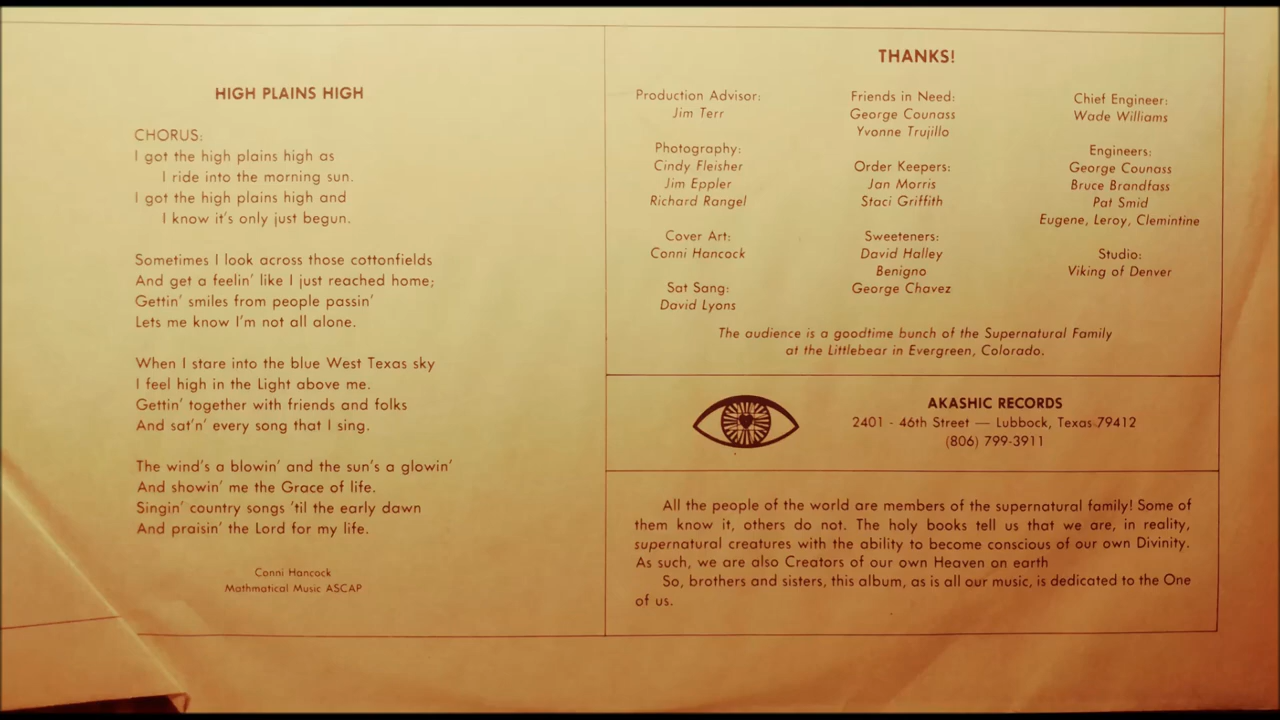 HIGH PLAINS HIGH
CHORUS:
I got the high plains high as
I ride into the morning sun.
I got the high plains high and
I know it's only just begun.
Sometimes I look across those cottonfields
And get a feelin' like I just reached home;
Gettin' smiles from people passin'
Lets me know I'm not all alone.
When I stare into the blue West Texas sky
I feel high in the Light above me.
Gettin' together with friends and folks
And sat'n' every song that I sing.
The wind's a blowin' and the sun's a glowin'
And showin' me the Grace of life.
Singin' country songs 'til the early dawn
And praisin' the Lord for my life.
Conni Hancock
Mathmatical Music ASCAP
THANKS!
Production Advisor:
Jim Terr
Photography:
Cindy Fleisher
Jim Eppler
Richard Rangel
Cover Art:
Conni Hancock
Sat Sang:
David Lyons
Friends in Need:
George Counass
Yvonne Trujillo
Order Keepers:
Jan Morris
Staci Griffith
Sweeteners:
David Halley
Benigno
George Chavez
Chief Engineer:
Wade Williams
Engineers:
George Counass
Bruce Brandfass
Pat Smid
Eugene, Leroy, Clemintine
Studio:
Viking of Denver
The audience is a goodtime bunch of the Supernatural Family
at the Littlebear in Evergreen, Colorado.
AKASHIC RECORDS
2401 - 46th Street — Lubbock, Texas 79412
(806) 799-3911
All the people of the world are members of the supernatural family! Some of
them know it, others do not. The holy books tell us that we are, in reality,
supernatural creatures with the ability to become conscious of our own Divinity.
As such, we are also Creators of our own Heaven on earth
So, brothers and sisters, this album, as is all our music, is dedicated to the One
of us.